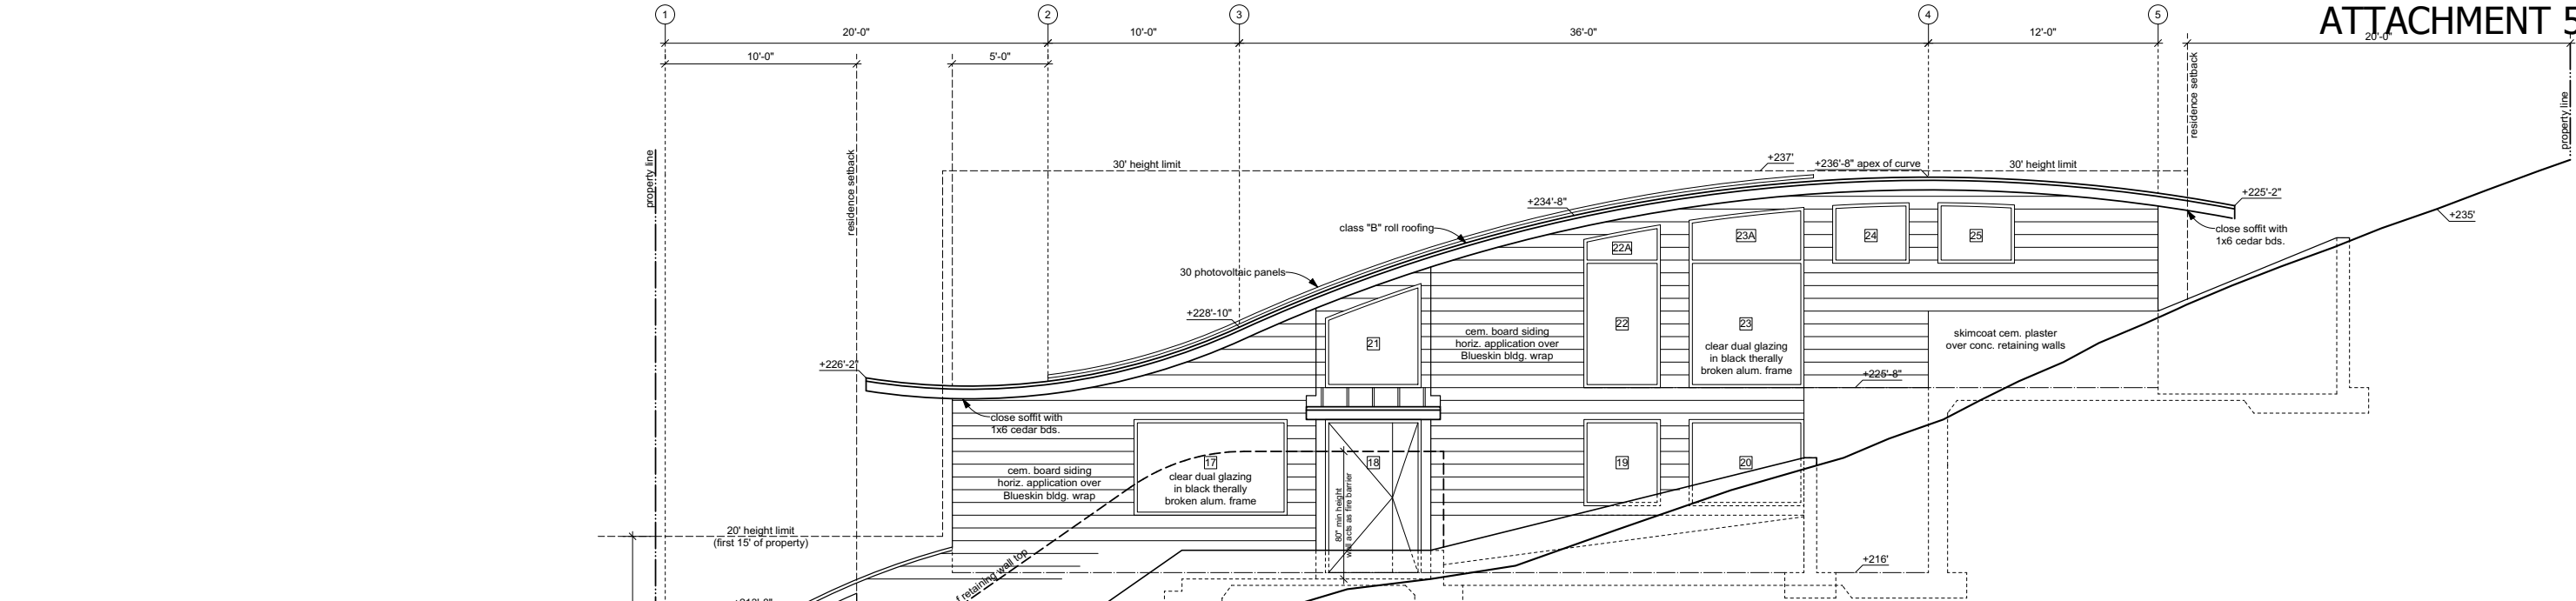 ATTACHMENT 5
1
2
3
4
5
20'-0"
10'-0"
36'-0"
12'-0"
20'-0"
10'-0"
5'-0"
property line
residence setback
30' height limit
+237'
+236'-8" apex of curve
30' height limit
residence setback
property line
+234'-8"
+225'-2"
+235'
class "B" roll roofing
close soffit with
1x6 cedar bds.
22A
23A
24
25
30 photovoltaic panels
+228'-10"
21
cem. board siding
horiz. application over
Blueskin bldg. wrap
22
23
clear dual glazing
in black therally
broken alum. frame
skimcoat cem. plaster
over conc. retaining walls
+226'-2"
+225'-8"
close soffit with
1x6 cedar bds.
cem. board siding
horiz. application over
Blueskin bldg. wrap
17
clear dual glazing
in black therally
broken alum. frame
18
80" min height
wall acts as fire barrier
19
20
20' height limit
(first 15' of property)
retaining wall top
+216'